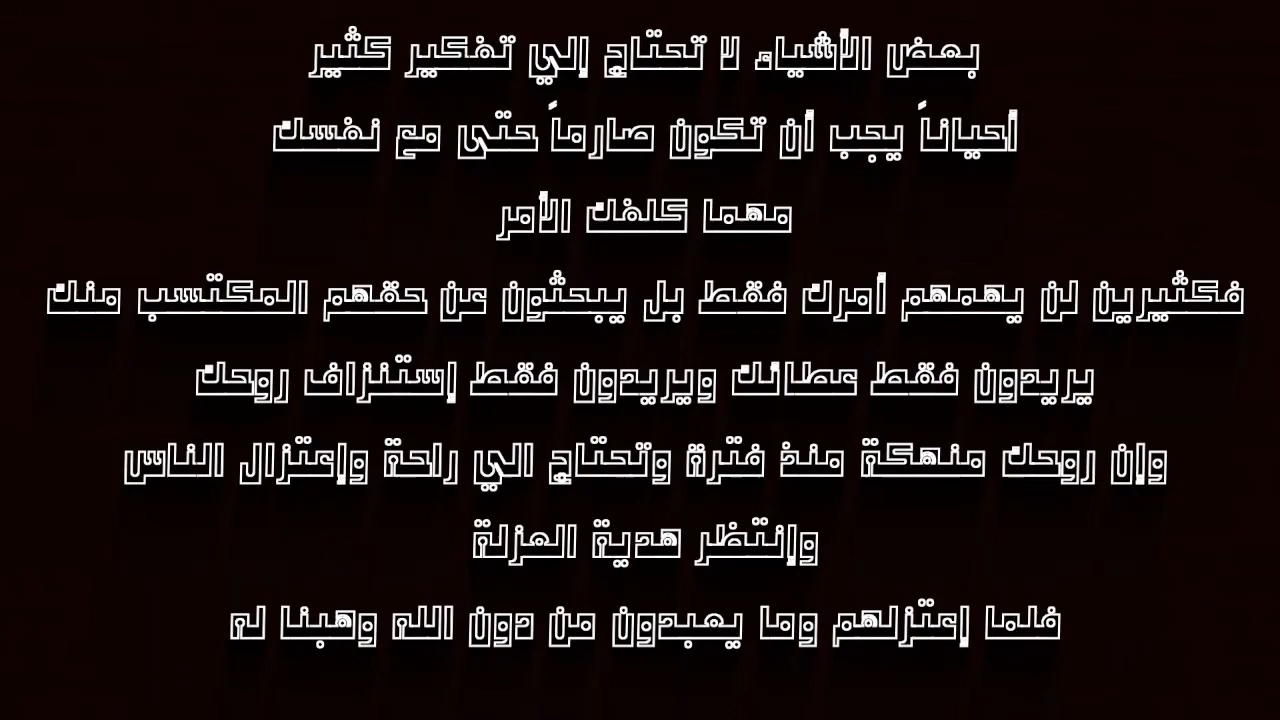 بعض الأشياء لا تحتاج إلي تفكير كثير
أحياناً يجب أن تكون صارماً حتى مع نفسك
مهما كلفك الأمر
فكثيرين لن يهمهم أمرك فقط بل يبحثون عن حقهم المكتسب منك
يريدون فقط عطائك ويريدون فقط إستنزاف روحك
وإن روحك منهكة منذ فترة وتحتاج الي راحة وإعتزال الناس
وإنتظر هدية العزلة
فلما إعتزلهم وما يعبدون من دون الله وهبنا له